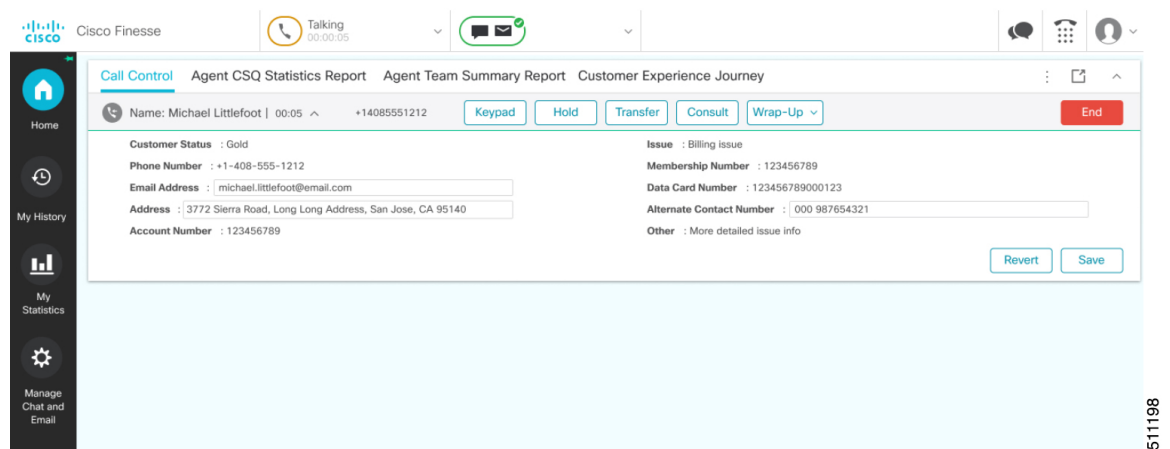 cisco Cisco Finesse Talking
00:00:05
Call Control Agent CSQ Statistics Report Agent Team Summary Report Customer Experience Journey
Home
Name: Michael Littlefoot | 00:05 +14085551212 Keypad Hold Transfer Consult Wrap-Up End
Customer Status : Gold Issue : Billing issue
Phone Number : +1-408-555-1212 Membership Number : 123456789
Email Address : michael.littlefoot@email.com Data Card Number : 123456789000123
My History
Address : 3772 Sierra Road, Long Long Address, San Jose, CA 95140 Alternate Contact Number : 000 987654321
Account Number : 123456789 Other : More detailed issue info
Revert Save
My
Statistics
Manage
Chat and
Email
511198